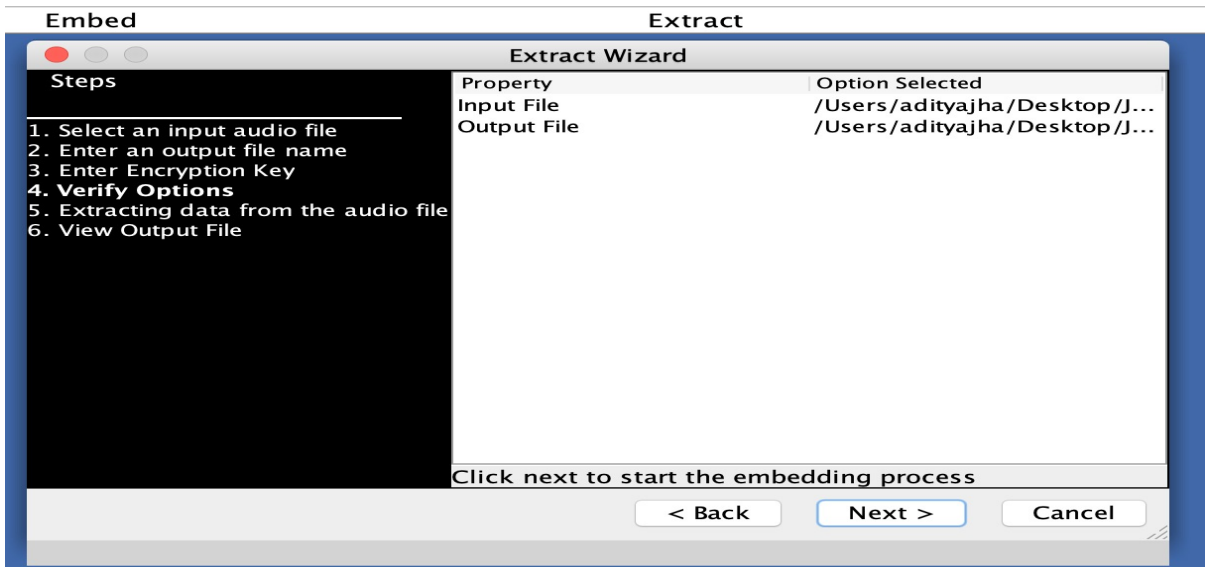 Embed Extract
Extract Wizard
Steps
1. Select an input audio file
2. Enter an output file name
3. Enter Encryption Key
4. Verify Options
5. Extracting data from the audio file
6. View Output File
Property Option Selected
Input File /Users/adityajha/Desktop/J...
Output File /Users/adityajha/Desktop/J...
Click next to start the embedding process
< Back Next > Cancel